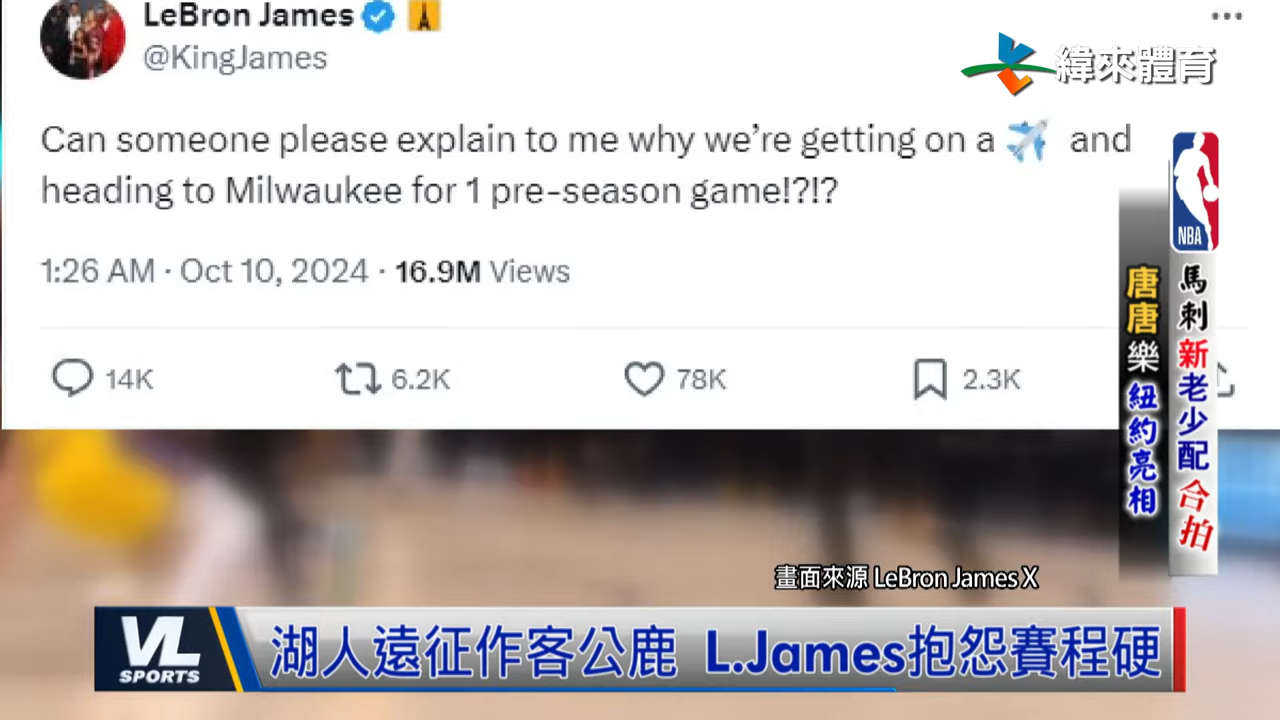 LeBron James
@KingJames
緯來體育
Can someone please explain to me why we're getting on a ✈️ and
heading to Milwaukee for 1 pre-season game!?!?
1:26 AM · Oct 10, 2024 · 16.9M Views
14K 6.2K 78K 2.3K
NBA
馬刺新老少配合拍
唐唐樂紐約亮相
畫面來源 LeBron James X
VL
SPORTS
湖人遠征作客公鹿 L.James抱怨賽程硬